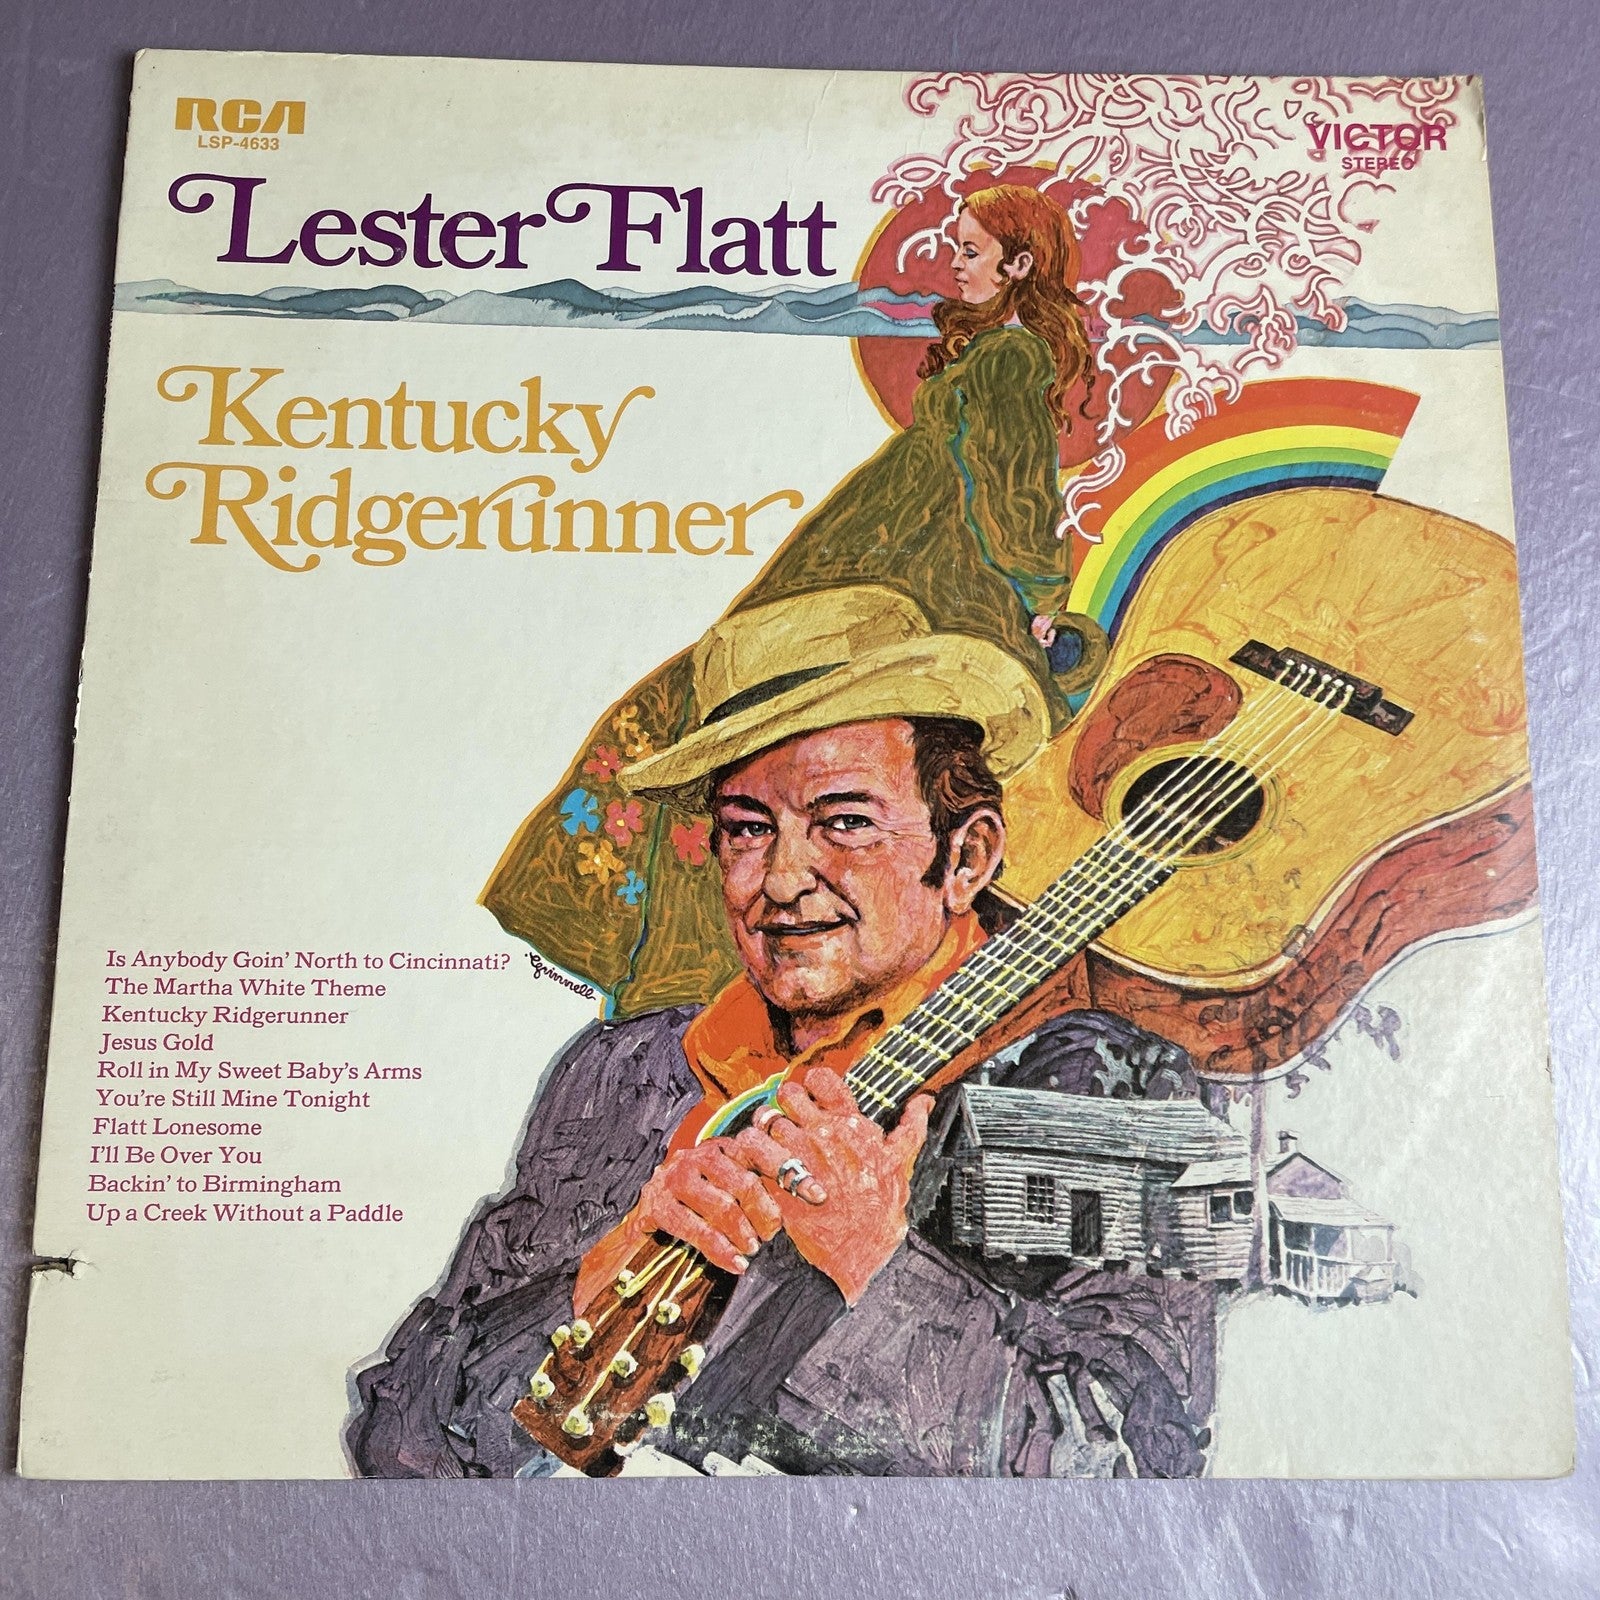 RCA
LSP-4633
VICTOR
STEREO
Lester Flatt
Kentucky
Ridgerunner
Is Anybody Goin' North to Cincinnati?
The Martha White Theme
Kentucky Ridgerunner
Jesus Gold
Roll in My Sweet Baby's Arms
You're Still Mine Tonight
Flatt Lonesome
I'll Be Over You
Backin' to Birmingham
Up a Creek Without a Paddle